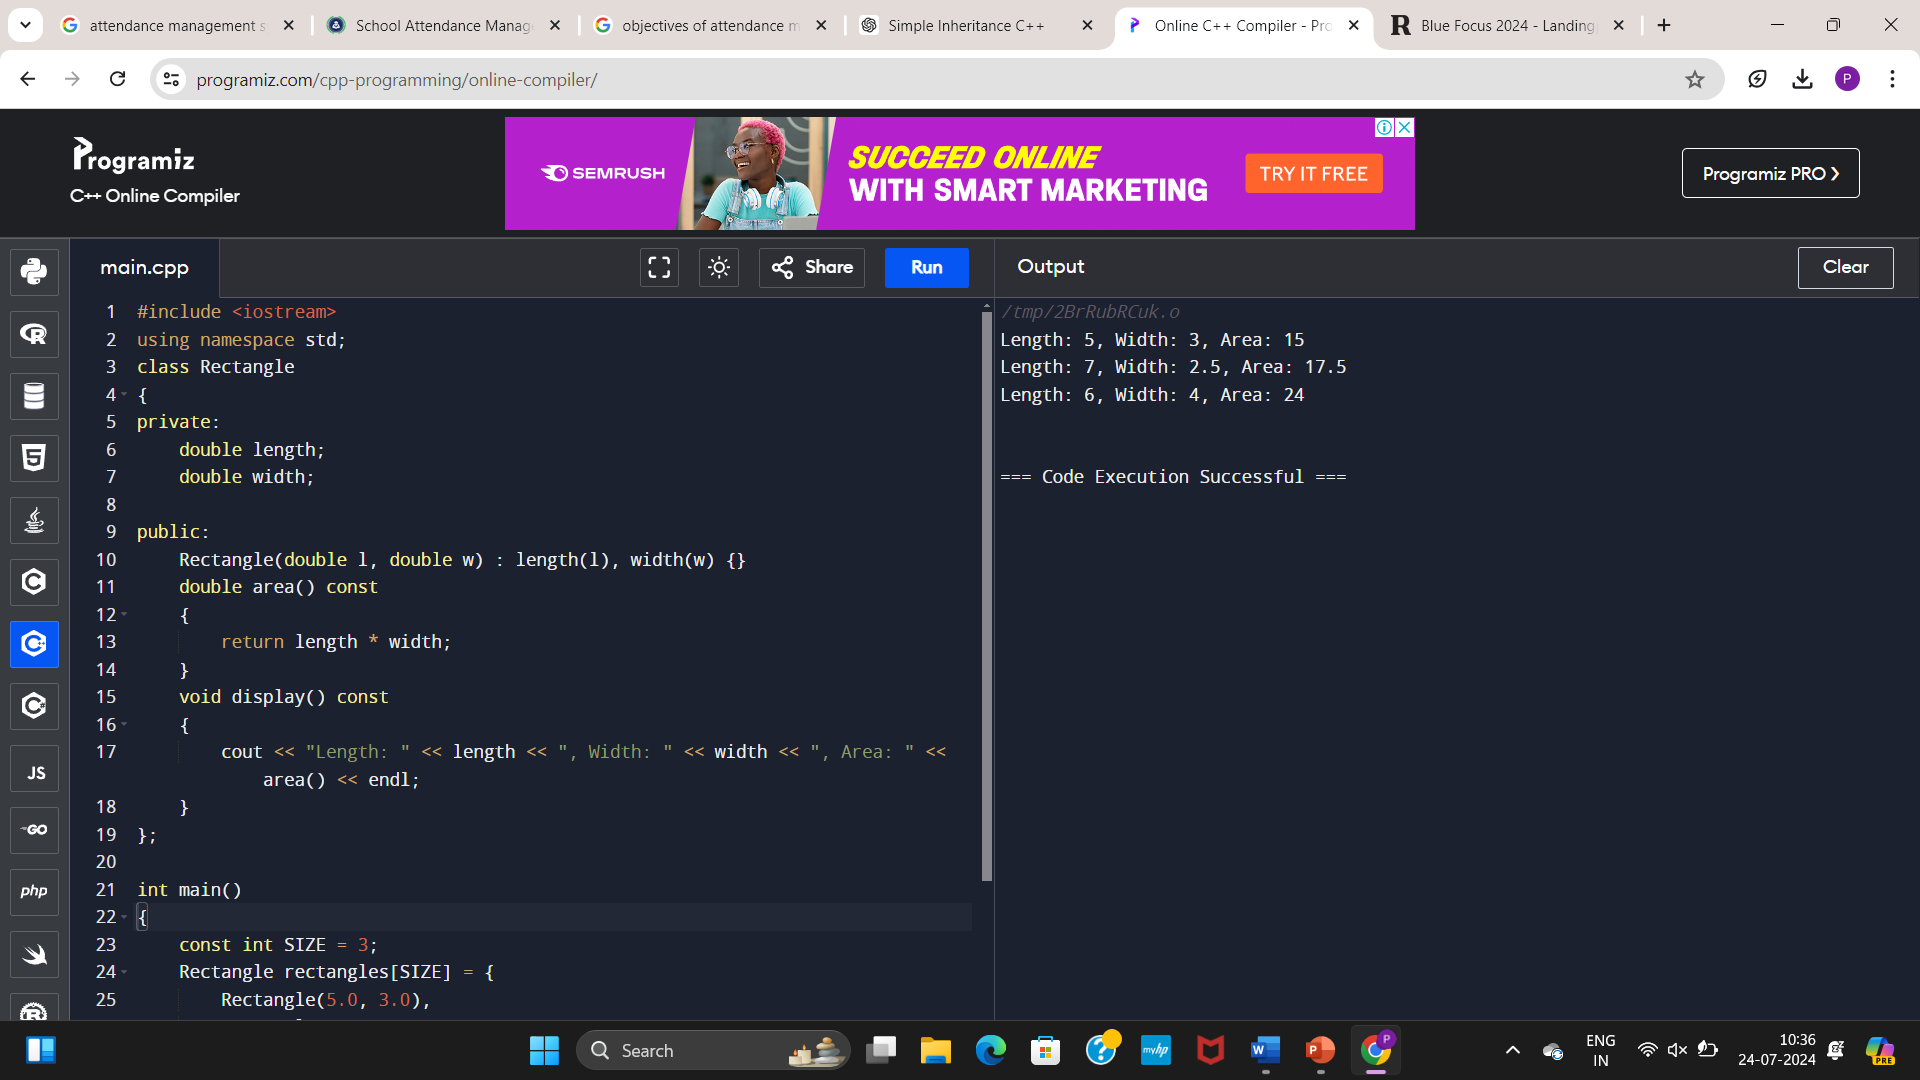 attendance management s
School Attendance Manag
objectives of attendance m
Simple Inheritance C++
Online C++ Compiler - Pro
Blue Focus 2024 - Landing
programiz.com/cpp-programming/online-compiler/
P
Programiz
C++ Online Compiler
SEMRUSH
SUCCEED ONLINE
WITH SMART MARKETING
TRY IT FREE
Programiz PRO
main.cpp
Share
Run
Output
Clear
1 #include <iostream>
2 using namespace std;
3 class Rectangle
4 {
5 private:
6 double length;
7 double width;
8
9 public:
10 Rectangle(double l, double w) : length(l), width(w) {}
11 double area() const
12 {
13 return length * width;
14 }
15 void display() const
16 {
17 cout << "Length: " << length << ", Width: " << width << ", Area: " <<
area() << endl;
18 }
19 };
20
21 int main()
22 {
23 const int SIZE = 3;
24 Rectangle rectangles[SIZE] = {
25 Rectangle(5.0, 3.0),
/tmp/2BrRubRCuk.o
Length: 5, Width: 3, Area: 15
Length: 7, Width: 2.5, Area: 17.5
Length: 6, Width: 4, Area: 24
=== Code Execution Successful ===
JS
GO
php
Search
myhp
W
P
P
ENG
IN
10:36
24-07-2024
PRE